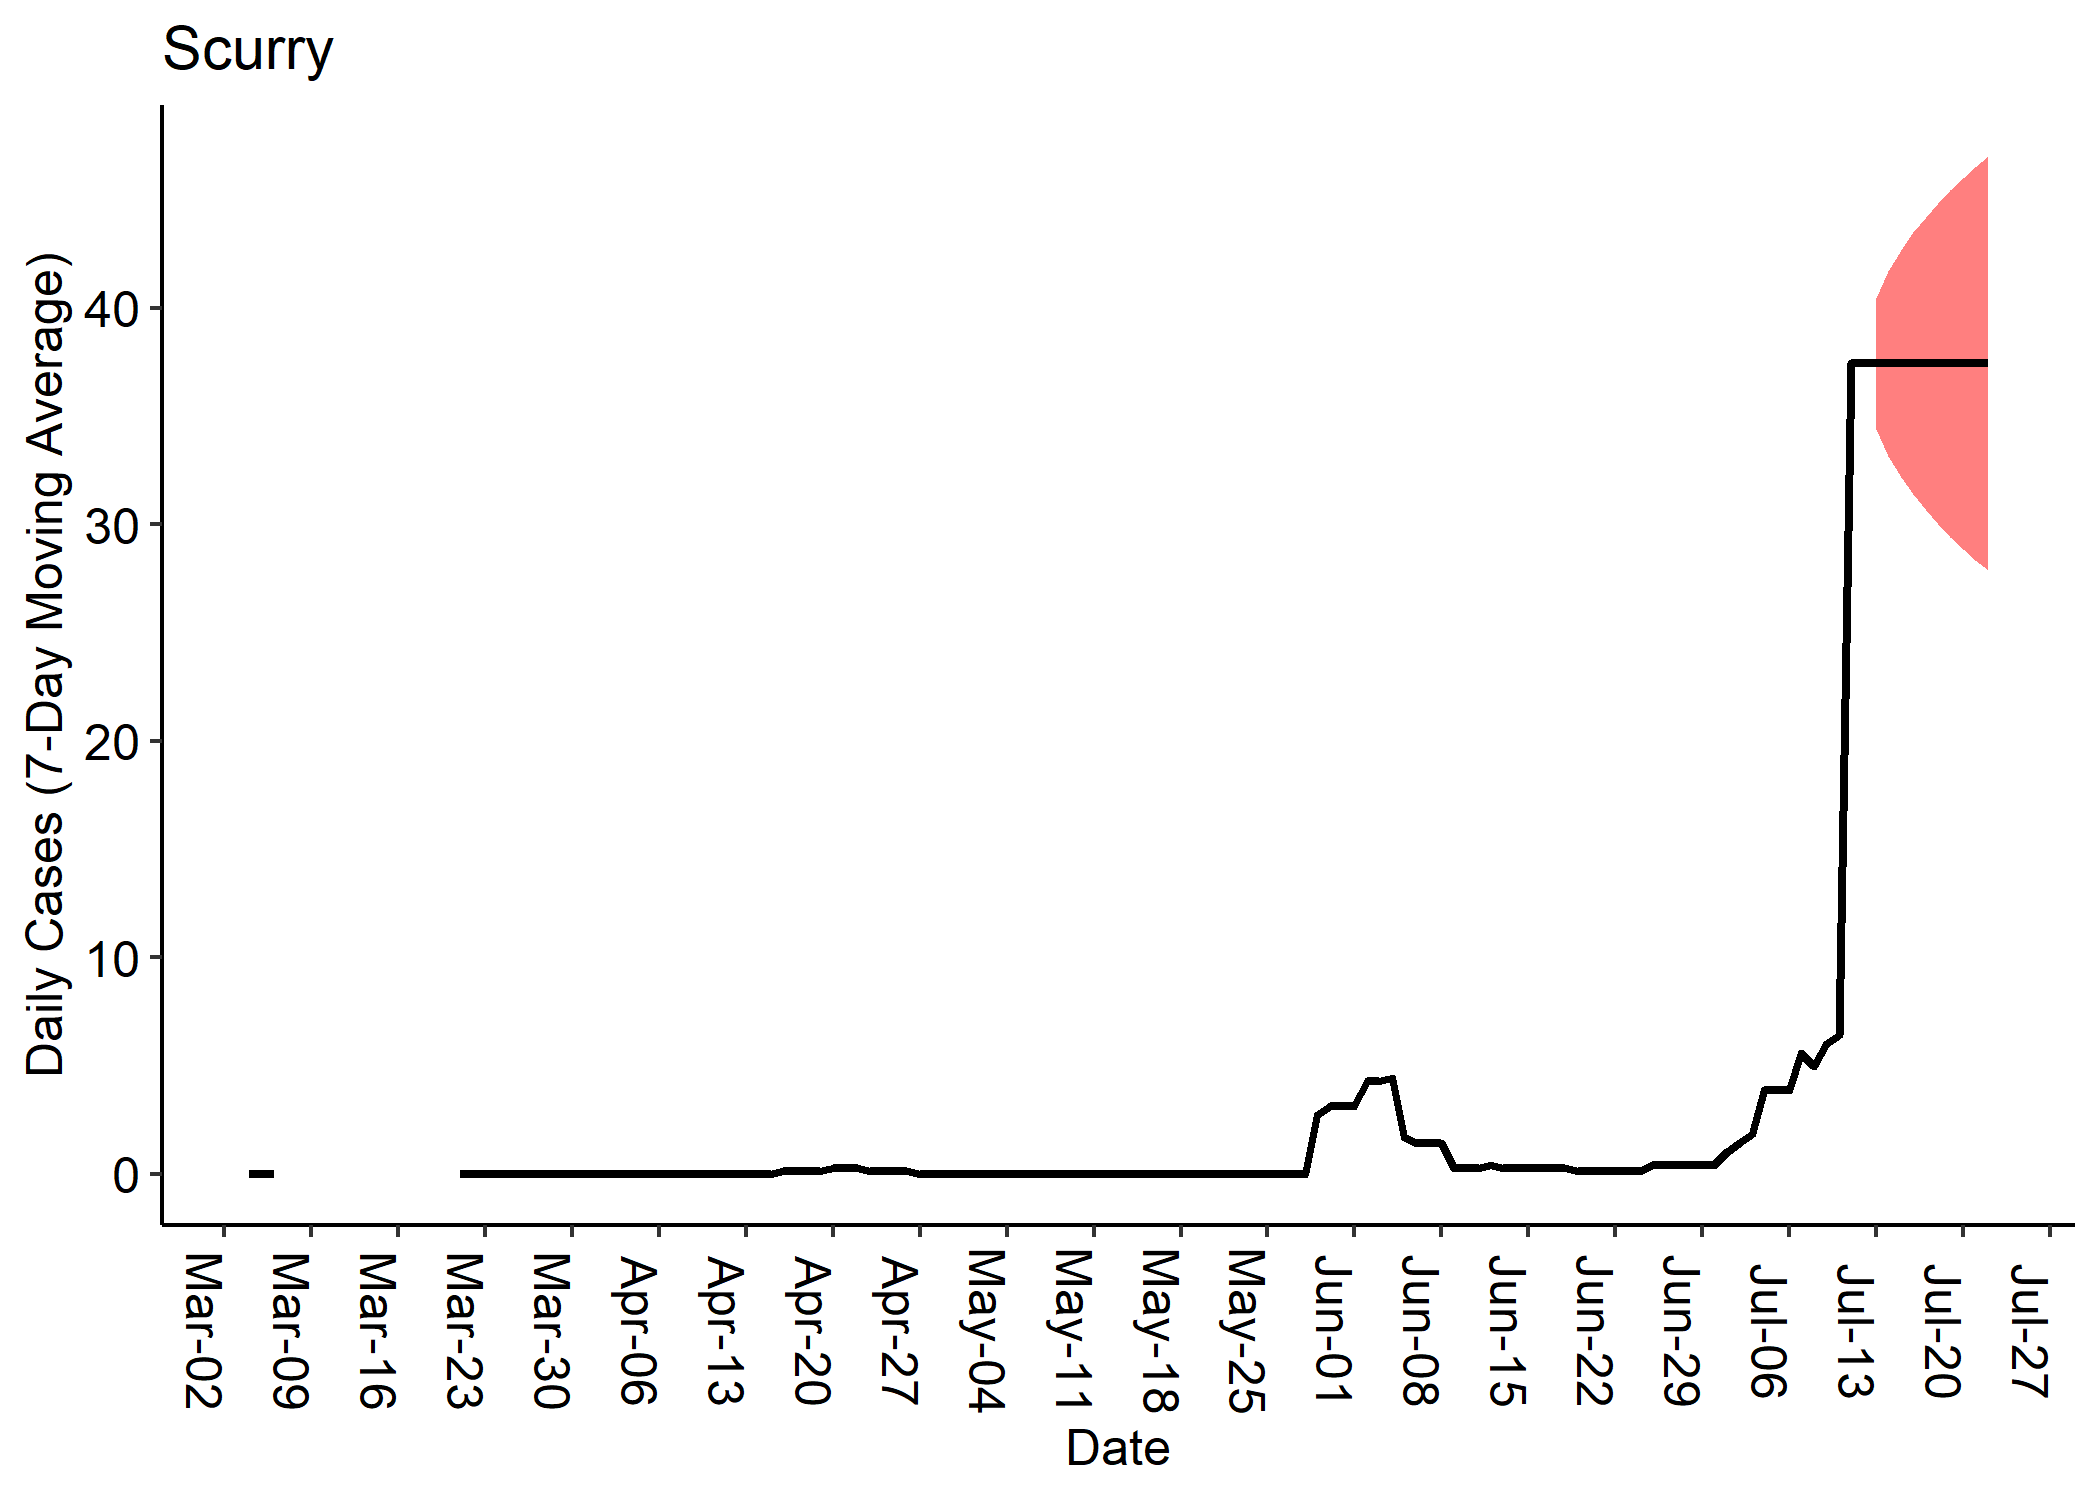 Scurry
Daily Cases (7-Day Moving Average)
40
30
20
10
0
Mar-02
Mar-09
Mar-16
Mar-23
Mar-30
Apr-06
Apr-13
Apr-20
Apr-27
May-04
May-11
May-18
May-25
Jun-01
Jun-08
Jun-15
Jun-22
Jun-29
Jul-06
Jul-13
Jul-20
Jul-27
Date